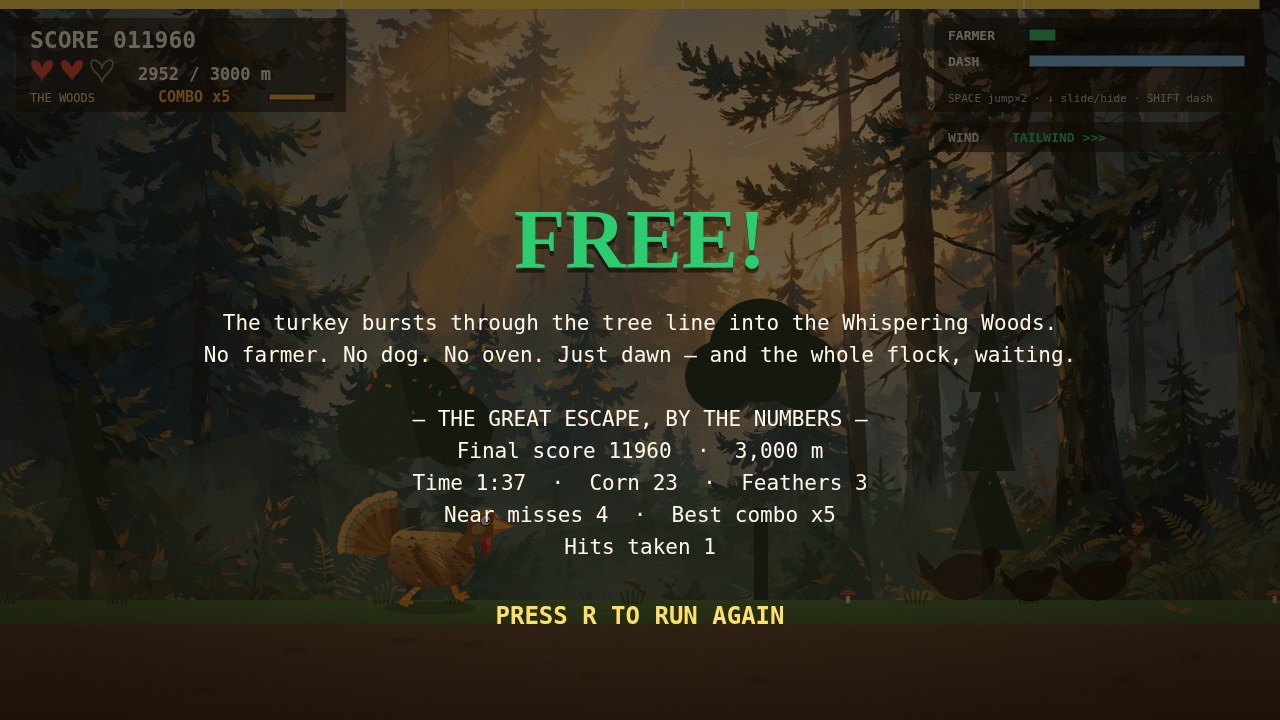 SCORE 011960
2952 / 3000 m
THE WOODS COMBO x5
FARMER
DASH
SPACE jump×2 · ↓ slide/hide · SHIFT dash
WIND TAILWIND >>>
FREE!
The turkey bursts through the tree line into the Whispering Woods.
No farmer. No dog. No oven. Just dawn — and the whole flock, waiting.
— THE GREAT ESCAPE, BY THE NUMBERS —
Final score 11960 · 3,000 m
Time 1:37 · Corn 23 · Feathers 3
Near misses 4 · Best combo x5
Hits taken 1
PRESS R TO RUN AGAIN